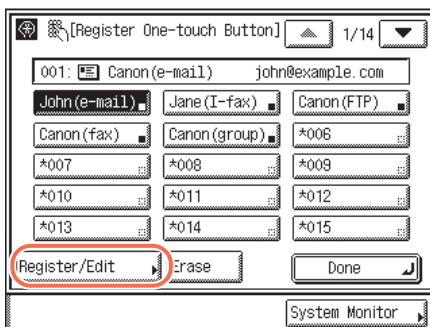 [Register One-touch Button] 1/14
001: Canon(e-mail) john@example.com
John(e-mail) Jane(I-fax) Canon(FTP)
Canon(fax) Canon(group) *006
*007 *008 *009
*010 *011 *012
*013 *014 *015
Register/Edit Erase Done
System Monitor